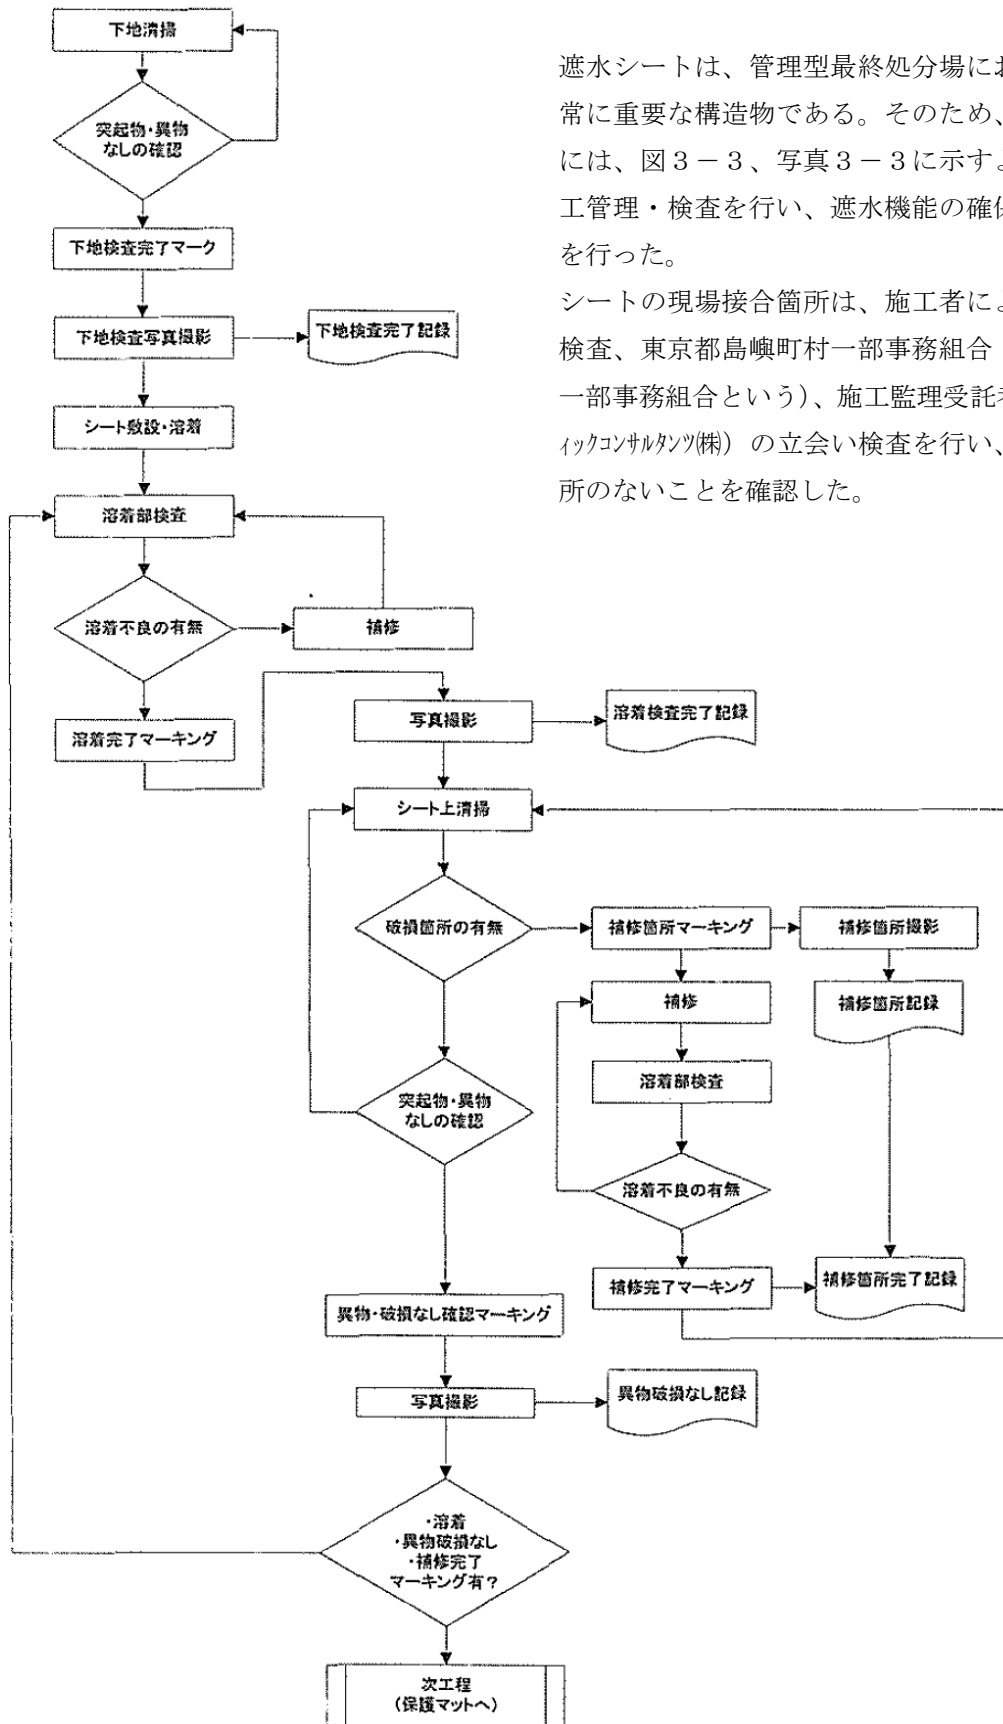 下地清掃
突起物・異物
なしの確認
下地検査完了マーク
下地検査写真撮影
下地検査完了記録
シート敷設・溶着
溶着部検査
溶着不良の有無
補修
溶着完了マーキング
遮水シートは、管理型最終処分場にお
常に重要な構造物である。そのため、
には、図3-3、写真3-3に示すよ
工管理・検査を行い、遮水機能の確保
を行った。
シートの現場接合箇所は、施工者によ
検査、東京都島嶼町村一部事務組合
一部事務組合という)、施工監理受託者
ィックコンサルタンツ㈱)の立会い検査を行い、
所のないことを確認した。
写真撮影
溶着検査完了記録
シート上清掃
破損箇所の有無
補修箇所マーキング
補修箇所撮影
補修
補修箇所記録
溶着部検査
突起物・異物
なしの確認
溶着不良の有無
補修完了マーキング
補修箇所完了記録
異物・破損なし確認マーキング
写真撮影
異物破損なし記録
・溶着
・異物破損なし
・補修完了
マーキング有?
次工程
(保護マットへ)